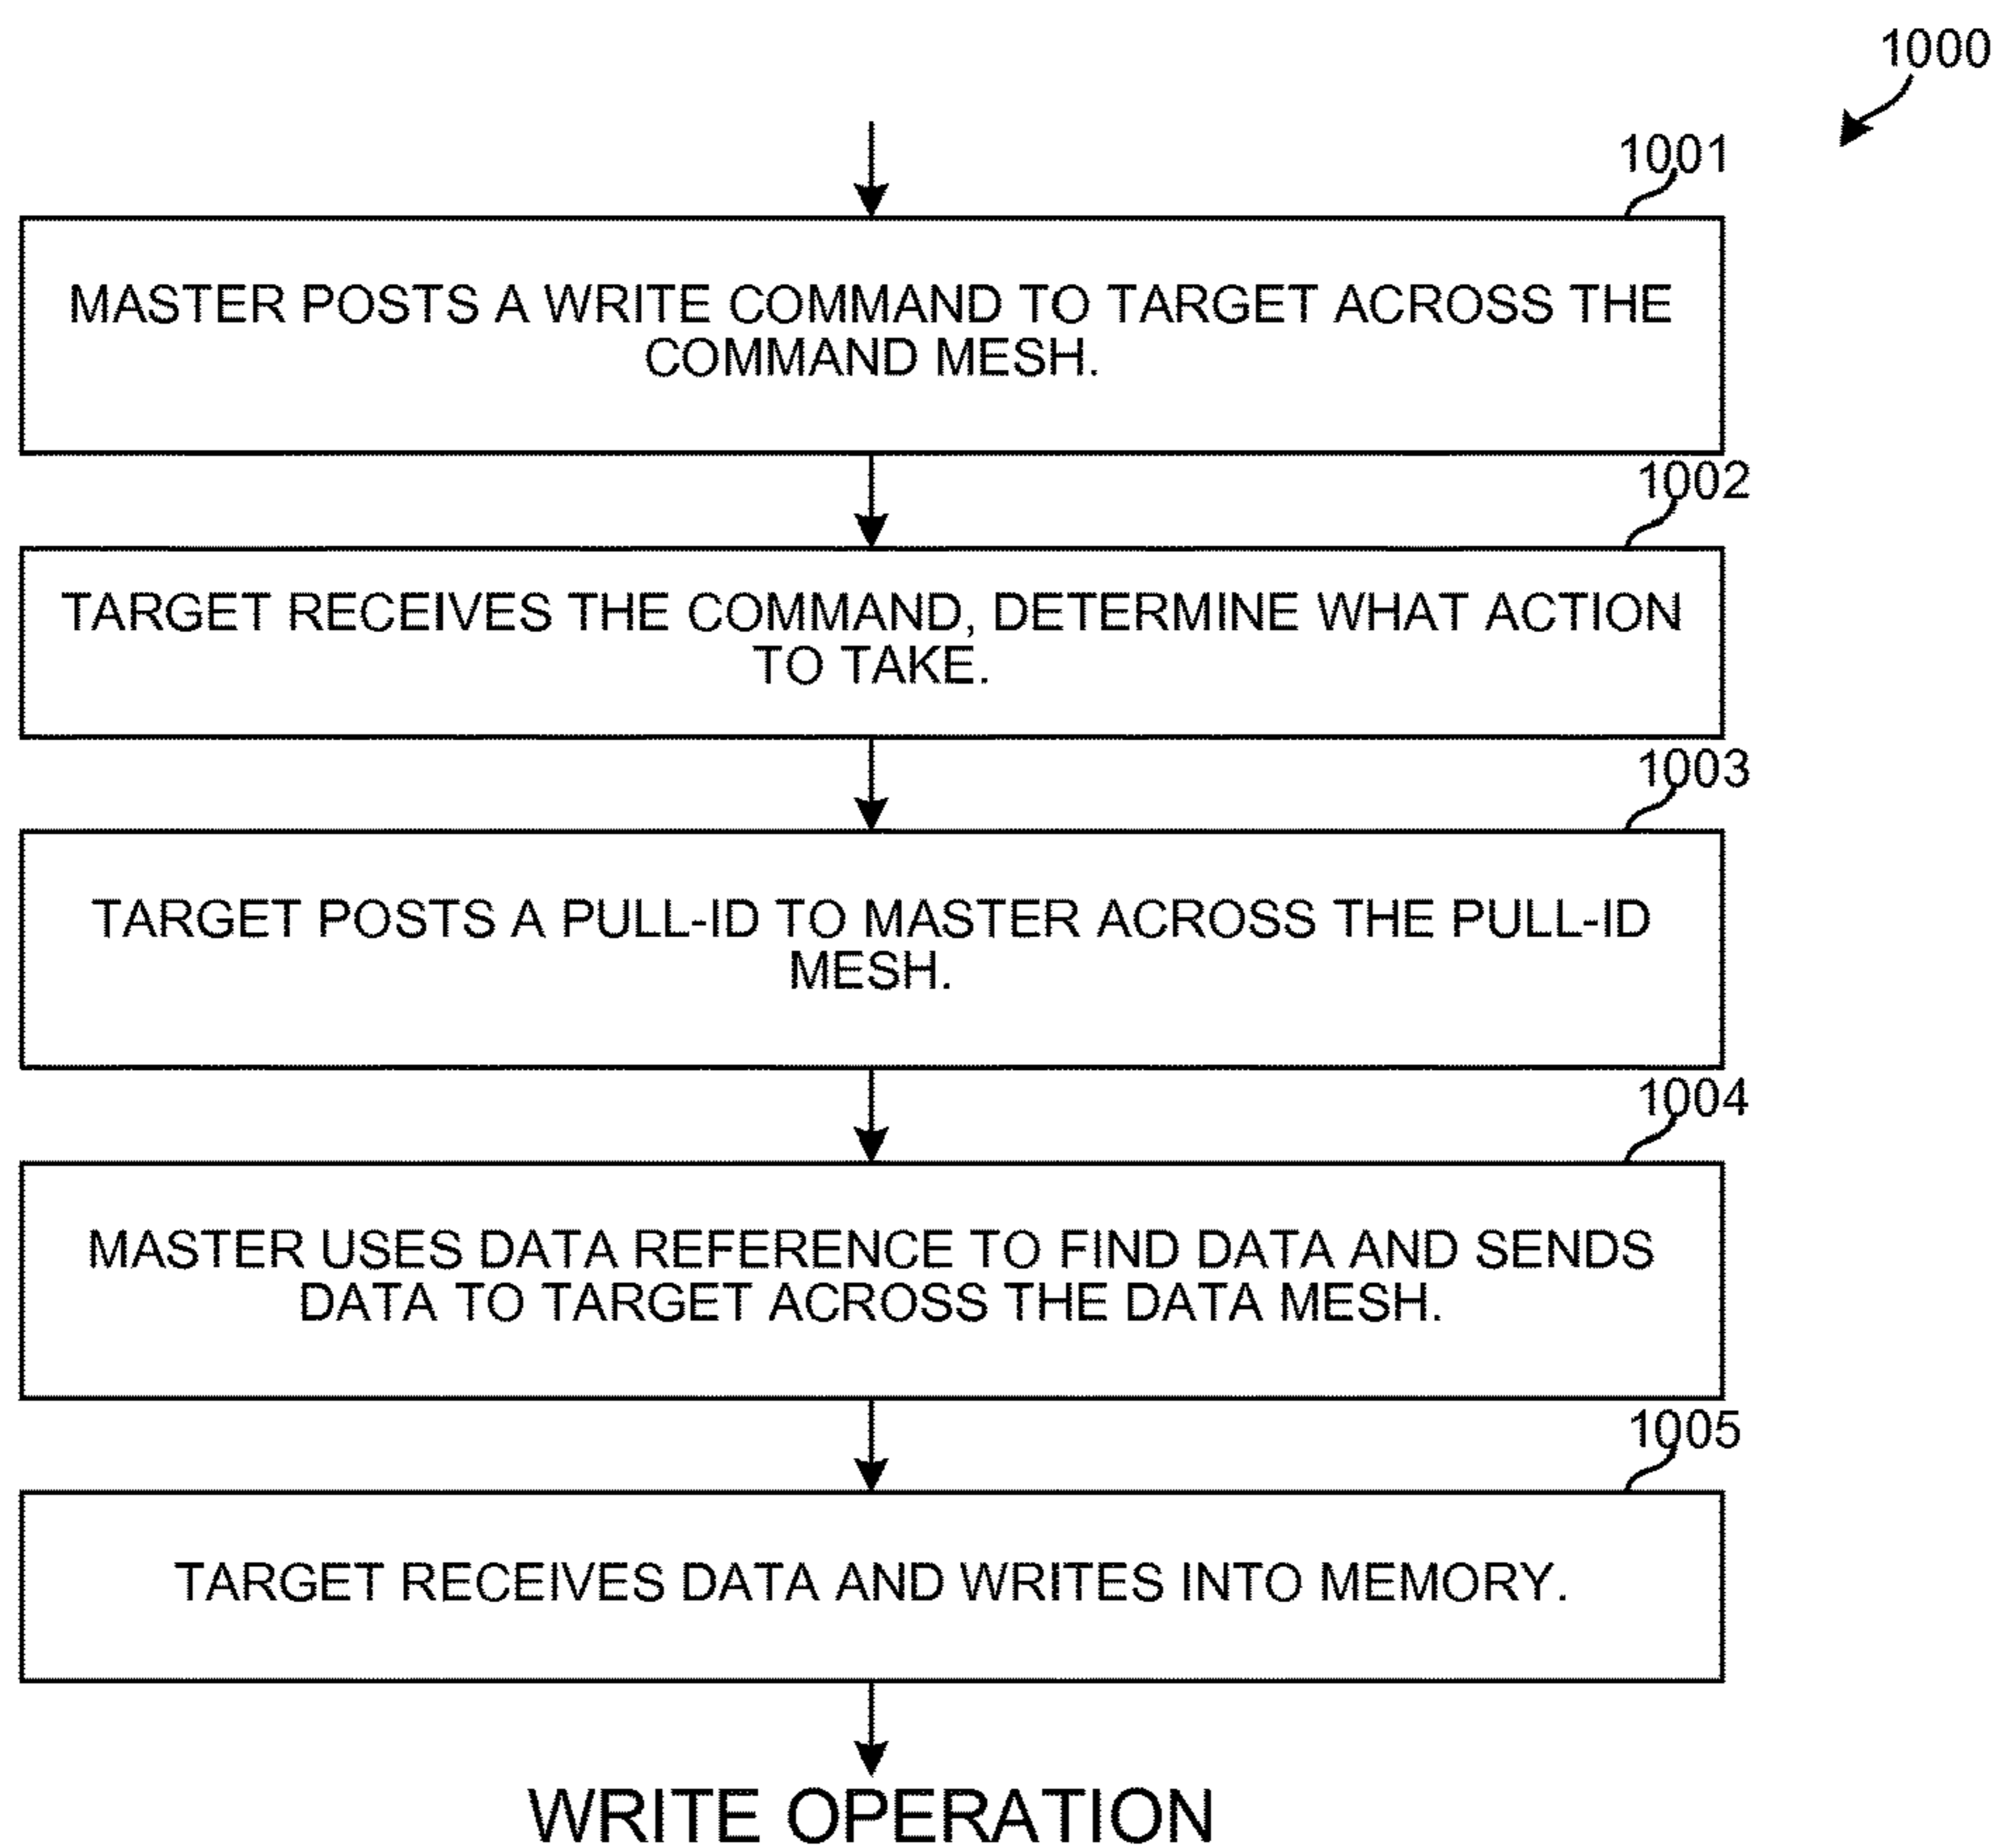 1000
1001
MASTER POSTS A WRITE COMMAND TO TARGET ACROSS THE
COMMAND MESH.
1002
TARGET RECEIVES THE COMMAND, DETERMINE WHAT ACTION
TO TAKE.
1003
TARGET POSTS A PULL-ID TO MASTER ACROSS THE PULL-ID
MESH.
1004
MASTER USES DATA REFERENCE TO FIND DATA AND SENDS
DATA TO TARGET ACROSS THE DATA MESH.
1005
TARGET RECEIVES DATA AND WRITES INTO MEMORY.
WRITE OPERATION